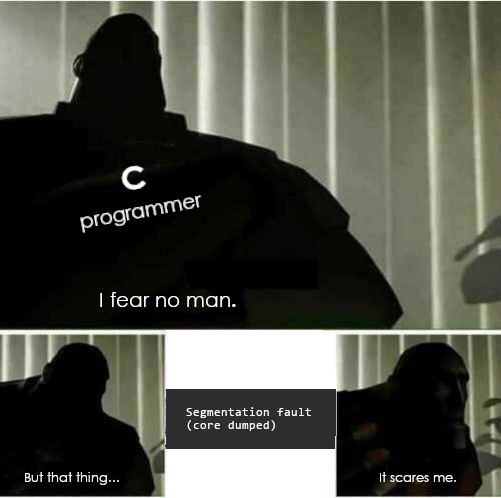 C
programmer
I fear no man.
But that thing...
Segmentation fault
(core dumped)
It scares me.